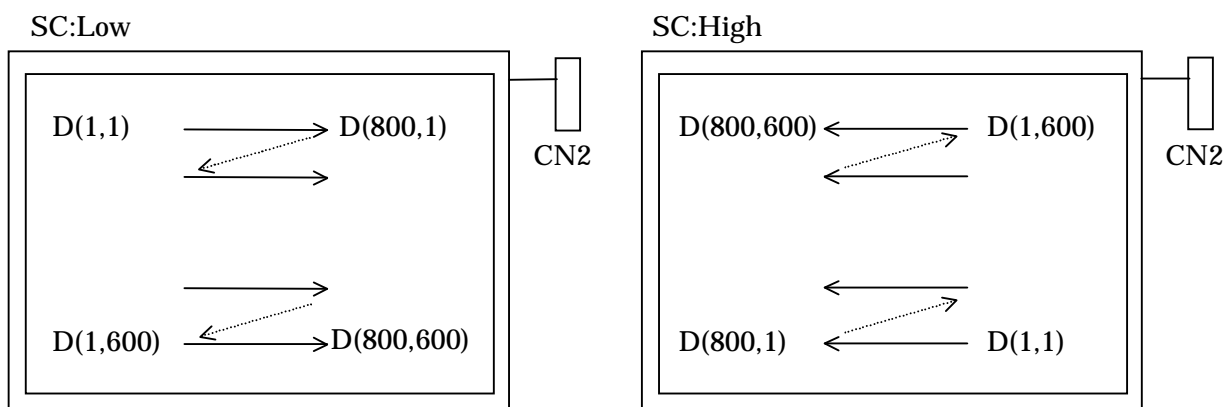 SC:Low
D(1,1) D(800,1)
CN2
D(1,600) D(800,600)
SC:High
D(800,600) D(1,600)
CN2
D(800,1) D(1,1)